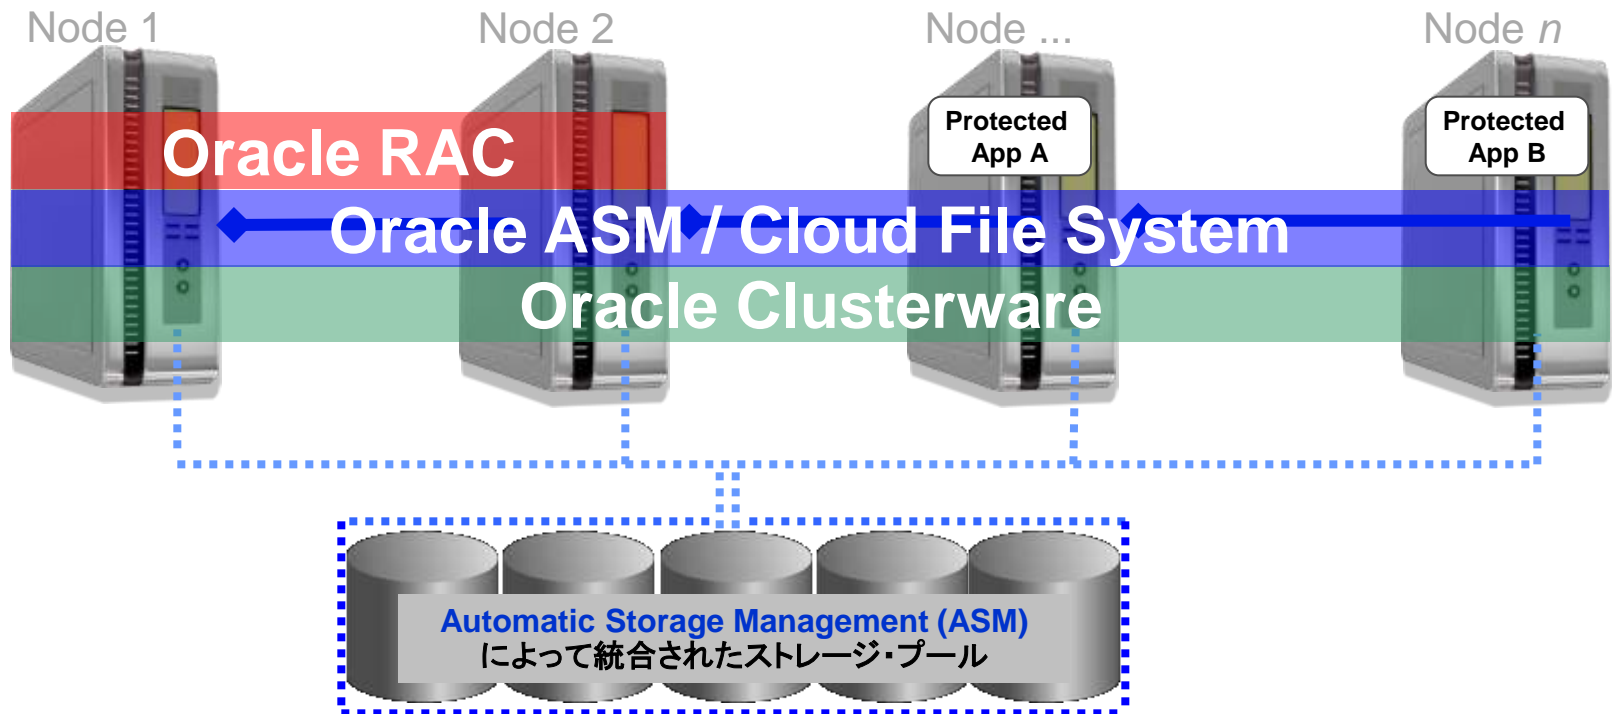 Node 1
Node 2
Node ...
Node n
Protected
App A
Protected
App B
Oracle RAC
Oracle ASM / Cloud File System
Oracle Clusterware
Automatic Storage Management (ASM)
によって統合されたストレージ・プール